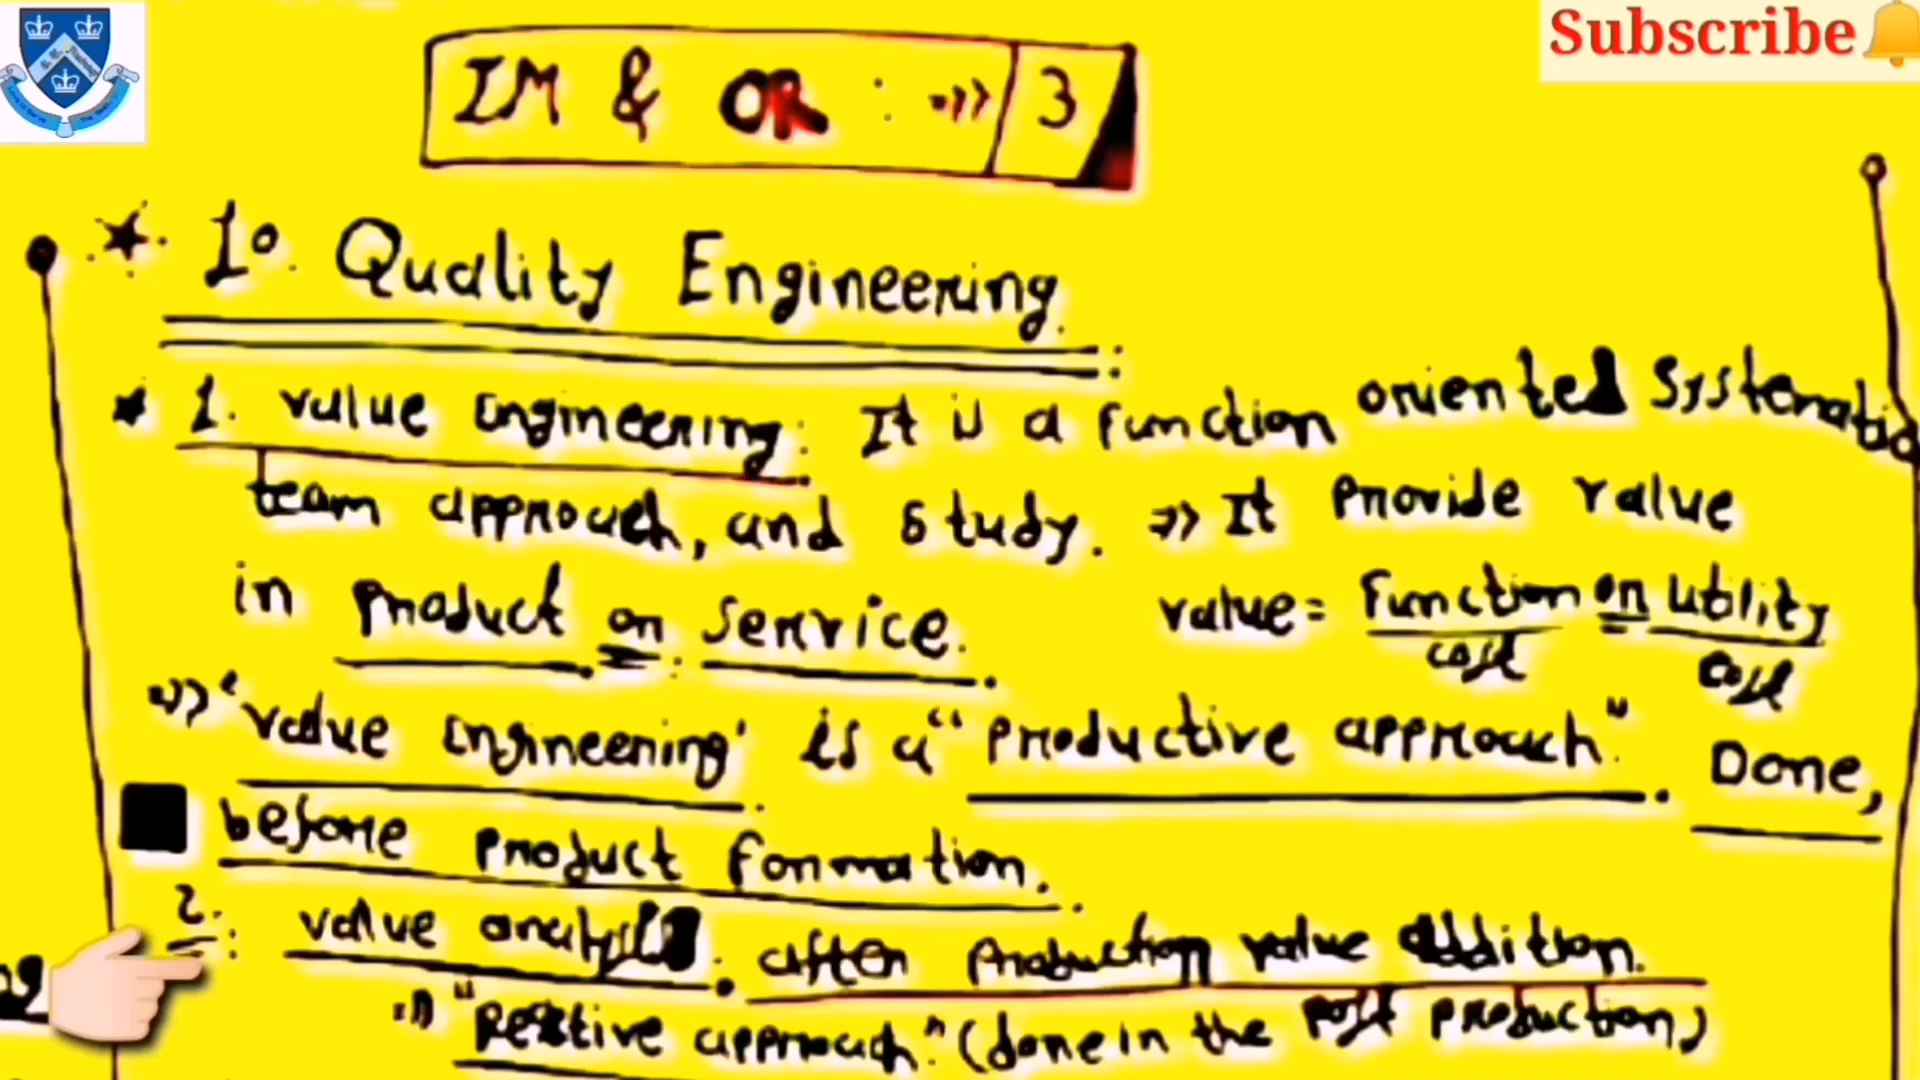 Subscribe
IM & OR : 3
10. Quality Engineering.
1. value Engineering: It is a function oriented Systematic
team approach, and study. It provide value
in product or service.
value = Function or utility
cost cost
'value Engineering' is a "productive approach." Done,
before product formation.
2. value analysis. after production value addition.
approach." (done in the post production)